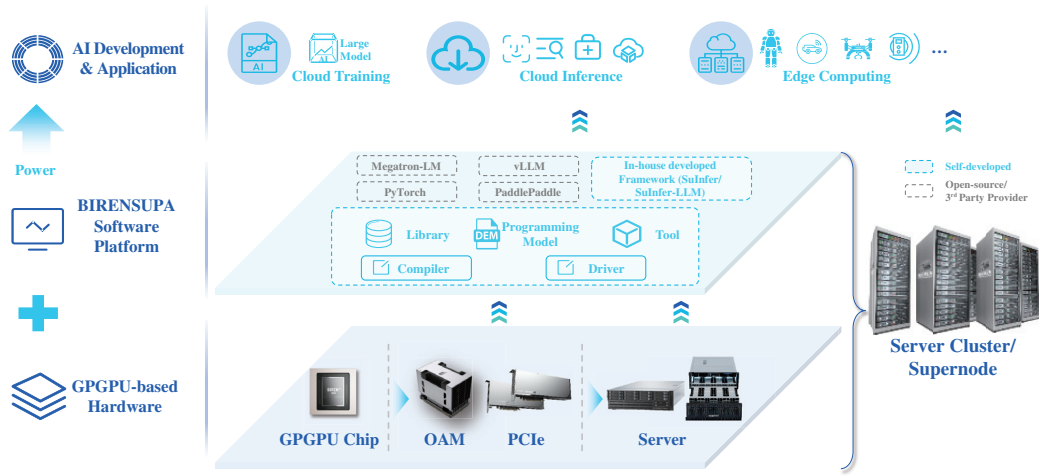 AI Development
& Application
AI
Large
Model
AI
Cloud Training
Cloud Inference
Edge Computing
...
Power
Megatron-LM
vLLM
In-house developed
Framework (SuInfer/
SuInfer-LLM)
PyTorch
PaddlePaddle
Self-developed
Open-source/
3rd Party Provider
BIRENSUPA
Software
Platform
Library
DEM
Programming
Model
Tool
Compiler
Driver
Server Cluster/
Supernode
GPGPU-based
Hardware
GPGPU Chip
OAM
PCIe
Server